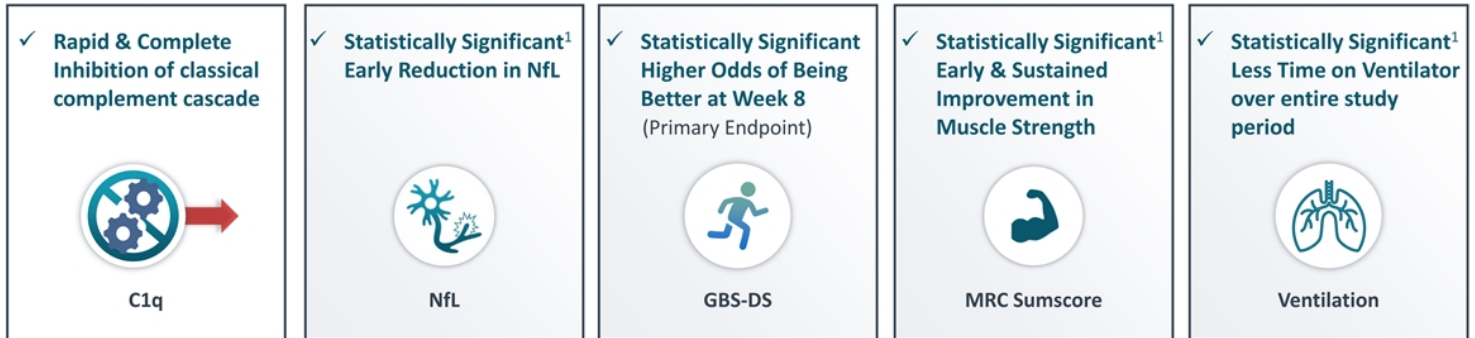 ✓ Rapid & Complete
Inhibition of classical
complement cascade
C1q
✓ Statistically Significant¹
Early Reduction in NfL
NfL
✓ Statistically Significant
Higher Odds of Being
Better at Week 8
(Primary Endpoint)
GBS-DS
✓ Statistically Significant¹
Early & Sustained
Improvement in
Muscle Strength
MRC Sumscore
✓ Statistically Significant¹
Less Time on Ventilator
over entire study
period
Ventilation